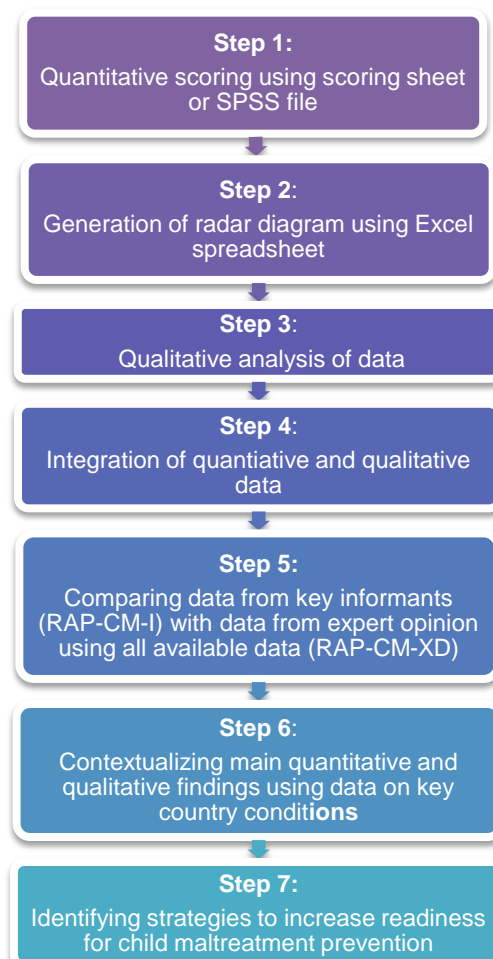 Step 1:
Quantitative scoring using scoring sheet
or SPSS file
Step 2:
Generation of radar diagram using Excel
spreadsheet
Step 3:
Qualitative analysis of data
Step 4:
Integration of quantiative and qualitative
data
Step 5:
Comparing data from key informants
(RAP-CM-I) with data from expert opinion
using all available data (RAP-CM-XD)
Step 6:
Contextualizing main quantitative and
qualitative findings using data on key
country conditions
Step 7:
Identifying strategies to increase readiness
for child maltreatment prevention